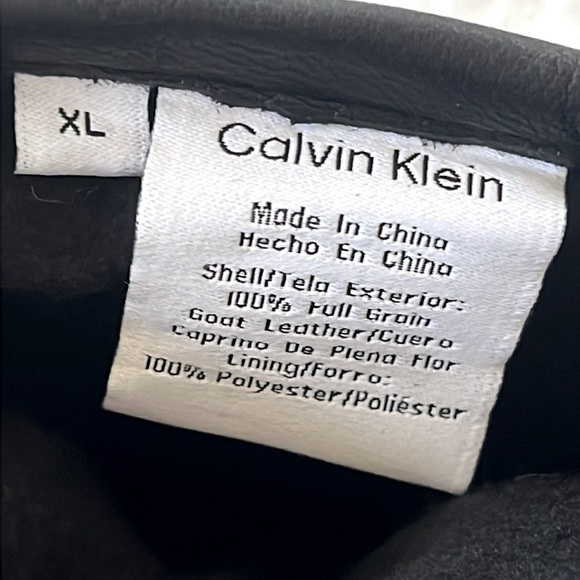 XL
Calvin Klein
Made In China
Hecho En China
Shell/Tela Exterior:
100% Full Grain
Goat Leather/Cuero
Caprino De Plena Flor
Lining/Forro:
100% Polyester/Poliéster